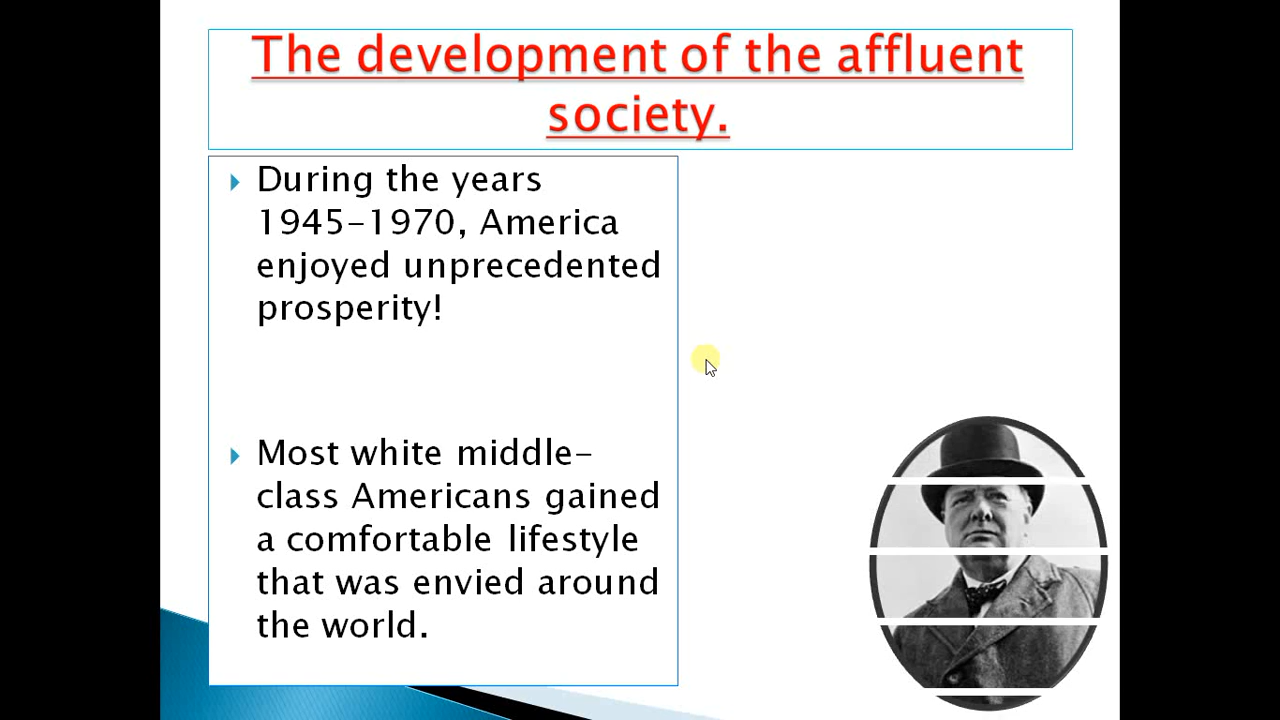 The development of the affluent
society.
During the years
1945-1970, America
enjoyed unprecedented
prosperity!
Most white middle-
class Americans gained
a comfortable lifestyle
that was envied around
the world.